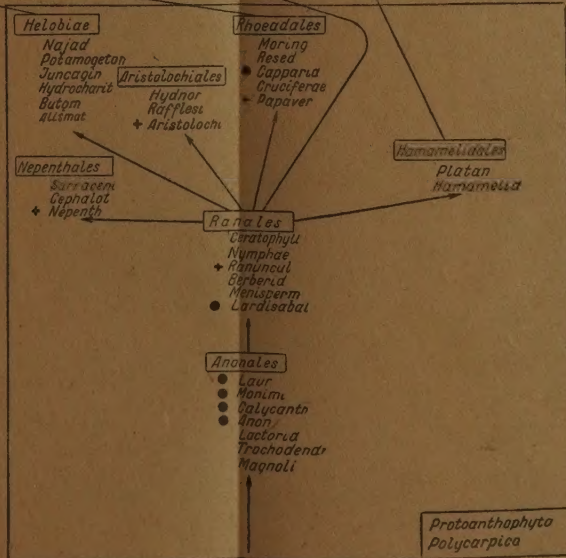 Helobiae
Najad
Potamogeton
Juncagin
Hydrocharit
Butom
Alismat
Aristolochiales
Hydnor
Rafflesi
+ Aristolochi
Rhoeadales
Moring
Resed
● Capparid
Cruciferae
Papaver
Hamamelidales
Platan
Hamamelid
Nepenthales
Sarraceni
Cephalot
+ Nepenth
Ranales
Ceratophyll
Nymphae
+ Ranuncul
Berberid
Menisperm
● Lardisabal
Anonales
● Laur
● Monimi
● Calycanth
● Anon
Lactorid
Trochodendr
Magnoli
Protoanthophyta
Polycarpica